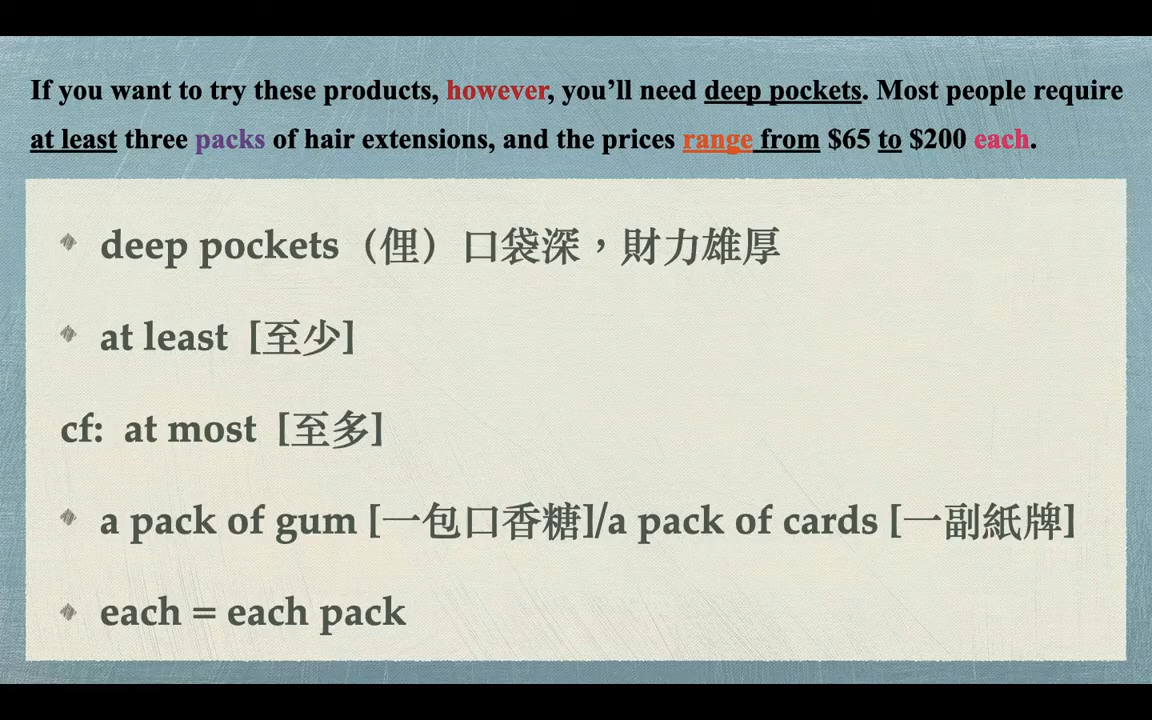 If you want to try these products, however, you’ll need deep pockets. Most people require
at least three packs of hair extensions, and the prices range from $65 to $200 each.
deep pockets（俚）口袋深，財力雄厚
at least [至少]
cf: at most [至多]
a pack of gum [一包口香糖]/a pack of cards [一副紙牌]
each = each pack